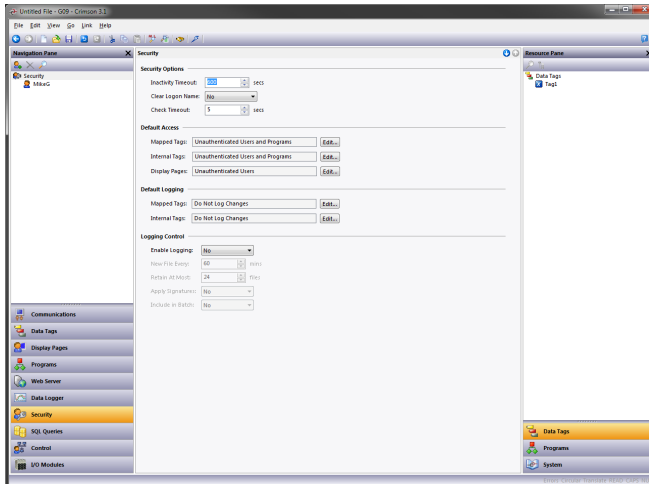 Untitled File - G09 - Crimson 3.1
File Edit View Go Link Help
Navigation Pane
Security
MikeG
Communications
Data Tags
Display Pages
Programs
Web Server
Data Logger
Security
SQL Queries
Control
I/O Modules
Security
Security Options
Inactivity Timeout: 600 secs
Clear Logon Name: No
Check Timeout: 5 secs
Default Access
Mapped Tags: Unauthenticated Users and Programs Edit...
Internal Tags: Unauthenticated Users and Programs Edit...
Display Pages: Unauthenticated Users Edit...
Default Logging
Mapped Tags: Do Not Log Changes Edit...
Internal Tags: Do Not Log Changes Edit...
Logging Control
Enable Logging: No
New File Every: 60 mins
Retain At Most: 24 files
Apply Signatures: No
Include in Batch: No
Resource Pane
Data Tags
Tag1
Data Tags
Programs
System
READ CAPS